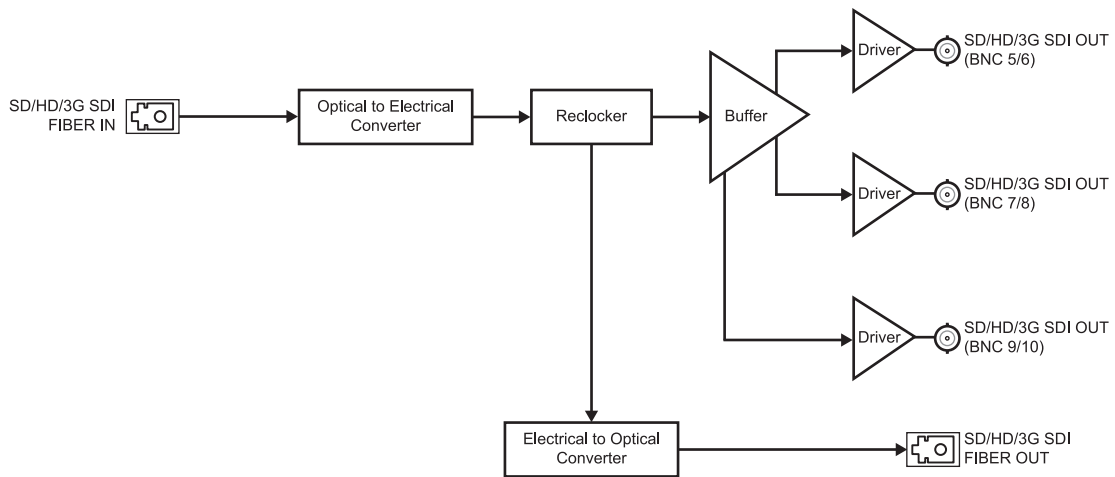 SD/HD/3G SDI
FIBER IN
Optical to Electrical
Converter
Reclocker
Buffer
Driver
SD/HD/3G SDI OUT
(BNC 5/6)
Driver
SD/HD/3G SDI OUT
(BNC 7/8)
Driver
SD/HD/3G SDI OUT
(BNC 9/10)
Electrical to Optical
Converter
SD/HD/3G SDI
FIBER OUT